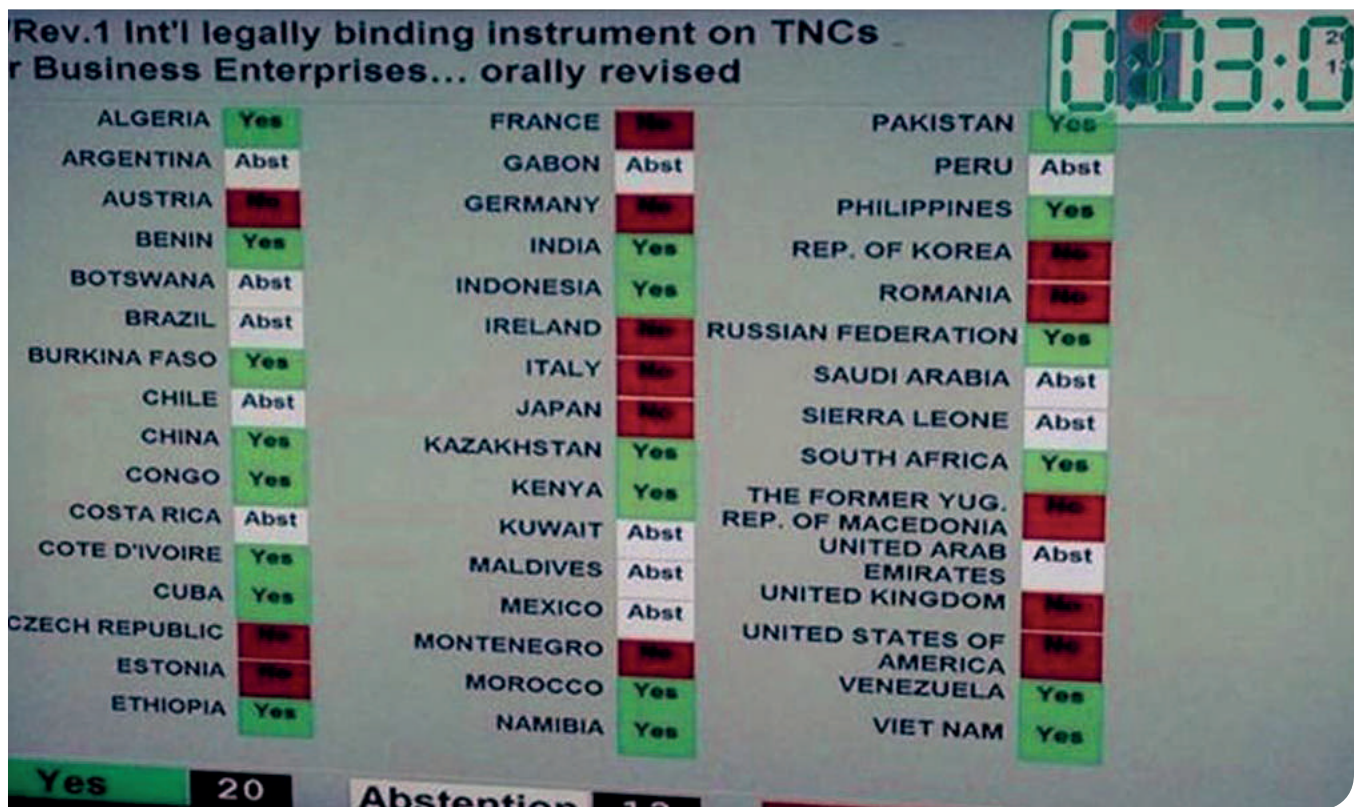 /Rev.1 Int'l legally binding instrument on TNCs
r Business Enterprises... orally revised
0:03:0
ALGERIA Yes
ARGENTINA Abst
AUSTRIA No
BENIN Yes
BOTSWANA Abst
BRAZIL Abst
BURKINA FASO Yes
CHILE Abst
CHINA Yes
CONGO Yes
COSTA RICA Abst
COTE D'IVOIRE Yes
CUBA Yes
CZECH REPUBLIC No
ESTONIA No
ETHIOPIA Yes
FRANCE No
GABON Abst
GERMANY No
INDIA Yes
INDONESIA Yes
IRELAND No
ITALY No
JAPAN No
KAZAKHSTAN Yes
KENYA Yes
KUWAIT Abst
MALDIVES Abst
MEXICO Abst
MONTENEGRO No
MOROCCO Yes
NAMIBIA Yes
PAKISTAN Yes
PERU Abst
PHILIPPINES Yes
REP. OF KOREA No
ROMANIA No
RUSSIAN FEDERATION Yes
SAUDI ARABIA Abst
SIERRA LEONE Abst
SOUTH AFRICA Yes
THE FORMER YUG. No
REP. OF MACEDONIA
UNITED ARAB Abst
EMIRATES
UNITED KINGDOM No
UNITED STATES OF No
AMERICA
VENEZUELA Yes
VIET NAM Yes
Yes 20 Abstention